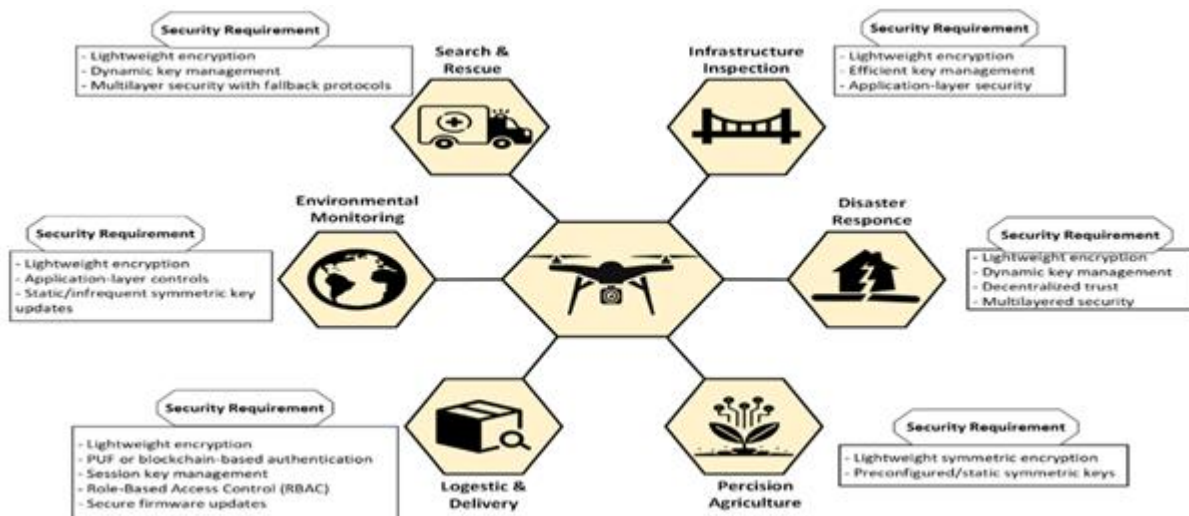 Security Requirement
- Lightweight encryption
- Dynamic key management
- Multilayer security with fallback protocols
Search &
Rescue
Infrastructure
Inspection
Security Requirement
- Lightweight encryption
- Efficient key management
- Application-layer security
Environmental
Monitoring
Security Requirement
- Lightweight encryption
- Application-layer controls
- Static/infrequent symmetric key
updates
Disaster
Responce
Security Requirement
- Lightweight encryption
- Dynamic key management
- Decentralized trust
- Multilayered security
Security Requirement
- Lightweight encryption
- PUF or blockchain-based authentication
- Session key management
- Role-Based Access Control (RBAC)
- Secure firmware updates
Logestic &
Delivery
Percision
Agriculture
Security Requirement
- Lightweight symmetric encryption
- Preconfigured/static symmetric keys